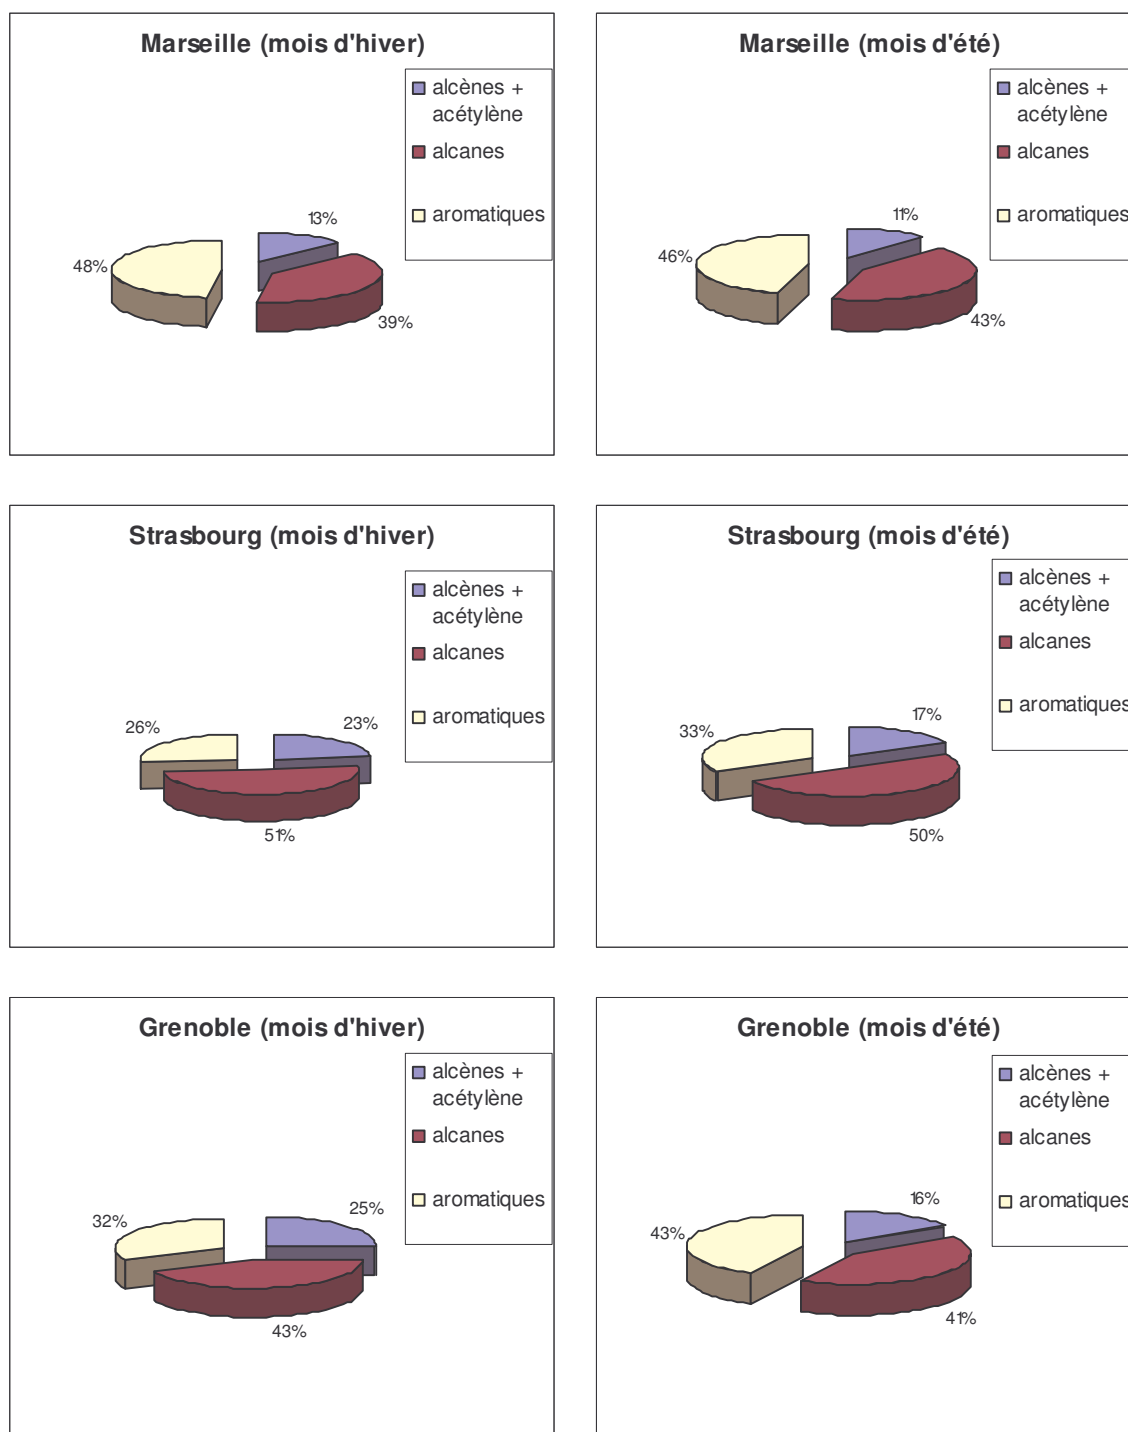 Marseille (mois d'hiver)
alcènes +
acétylène
alcanes
aromatiques
13%
48%
39%
Marseille (mois d'été)
alcènes +
acétylène
alcanes
aromatiques
11%
46%
43%
Strasbourg (mois d'hiver)
alcènes +
acétylène
alcanes
aromatiques
26%
23%
51%
Strasbourg (mois d'été)
alcènes +
acétylène
alcanes
aromatiques
17%
33%
50%
Grenoble (mois d'hiver)
alcènes +
acétylène
alcanes
aromatiques
25%
32%
43%
Grenoble (mois d'été)
alcènes +
acétylène
alcanes
aromatiques
16%
43%
41%